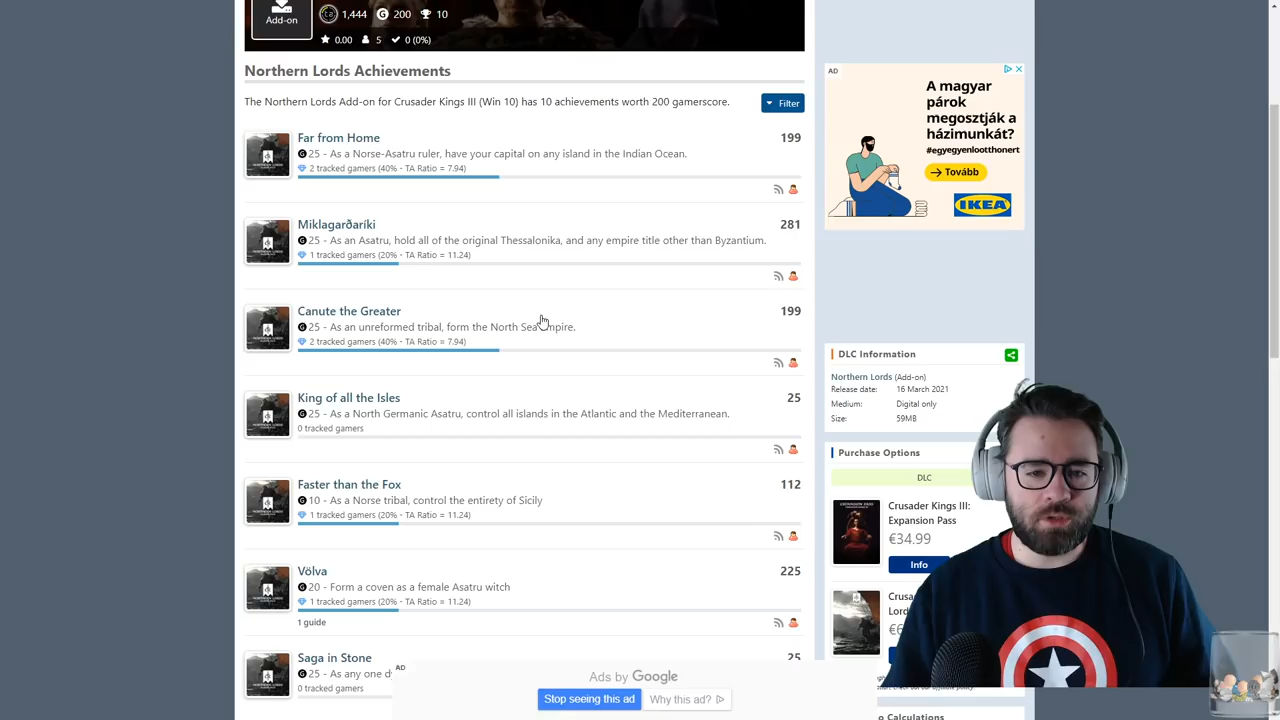 Add-on
1,444 G 200 10
0.00 5 0 (0%)
Northern Lords Achievements
The Northern Lords Add-on for Crusader Kings III (Win 10) has 10 achievements worth 200 gamerscore.
Filter
Far from Home 199
G 25 - As a Norse-Asatru ruler, have your capital on any island in the Indian Ocean.
2 tracked gamers (40% - TA Ratio = 7.94)
Miklagarðaríki 281
G 25 - As an Asatru, hold all of the original Thessalonika, and any empire title other than Byzantium.
1 tracked gamers (20% - TA Ratio = 11.24)
Canute the Greater 199
G 25 - As an unreformed tribal, form the North Sea Empire.
2 tracked gamers (40% - TA Ratio = 7.94)
King of all the Isles 25
G 25 - As a North Germanic Asatru, control all islands in the Atlantic and the Mediterranean.
0 tracked gamers
Faster than the Fox 112
G 10 - As a Norse tribal, control the entirety of Sicily
1 tracked gamers (20% - TA Ratio = 11.24)
Völva 225
G 20 - Form a coven as a female Asatru witch
1 tracked gamers (20% - TA Ratio = 11.24)
1 guide
Saga in Stone 25
G 25 - As any one d
0 tracked gamers
AD
Ads by Google
Stop seeing this ad
Why this ad?
AD
A magyar
párok
megosztják a
házimunkát?
#egyegyenlootthonert
Tovább
IKEA
DLC Information
Northern Lords (Add-on)
Release date: 16 March 2021
Medium: Digital only
Size: 59MB
Purchase Options
DLC
Crusader Kings III:
Expansion Pass
€34.99
Info
Crusa
Lord
€6
o Calculations